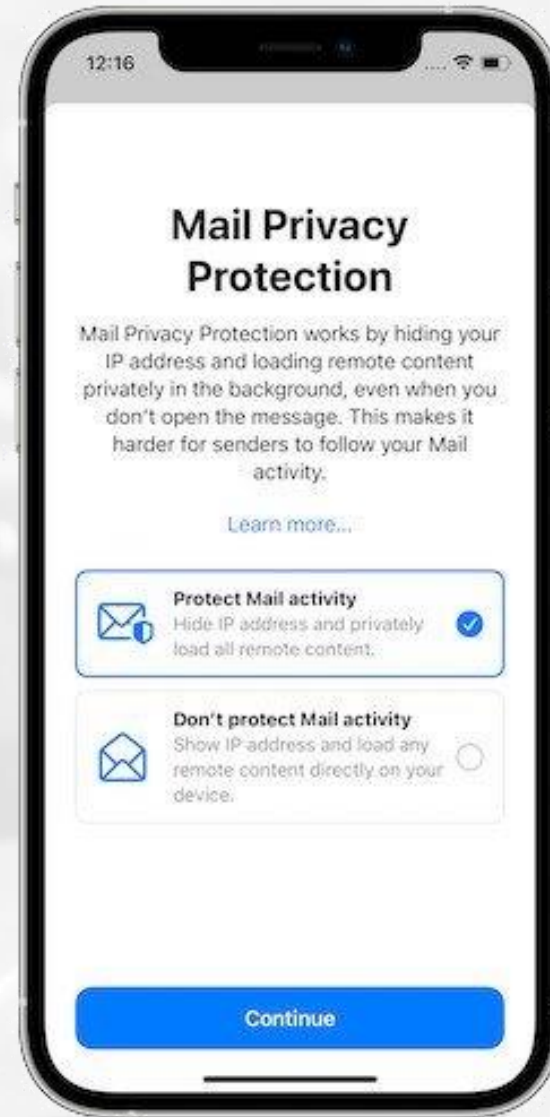 12:16
Mail Privacy
Protection
Mail Privacy Protection works by hiding your
IP address and loading remote content
privately in the background, even when you
don't open the message. This makes it
harder for senders to follow your Mail
activity.
Learn more...
Protect Mail activity
Hide IP address and privately
load all remote content.
Don't protect Mail activity
Show IP address and load any
remote content directly on your
device.
Continue